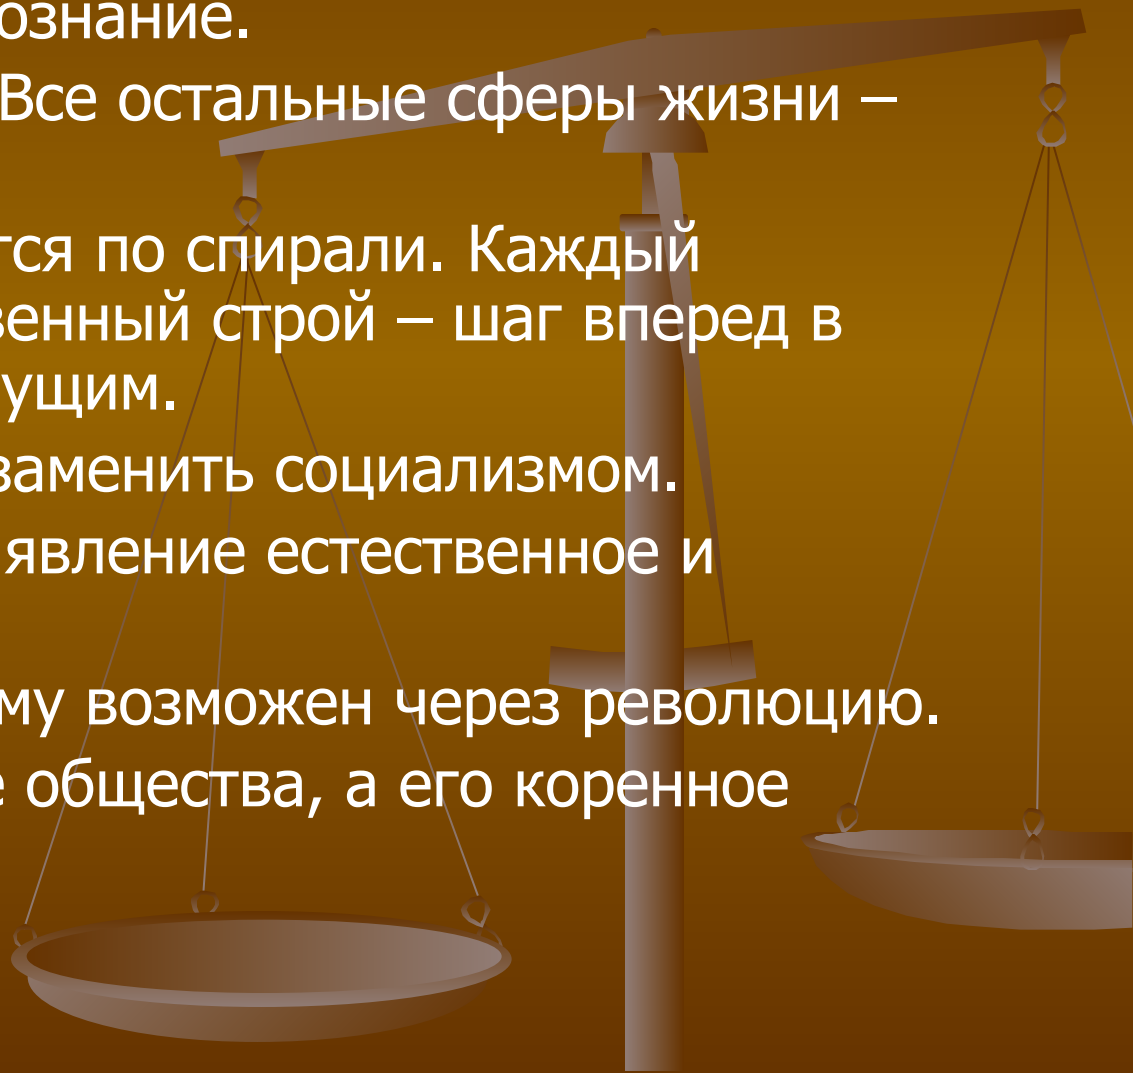 ознание.
Все остальные сферы жизни –
тся по спирали. Каждый
венный строй – шаг вперед в
ущим.
заменить социализмом.
явление естественное и
му возможен через революцию.
е общества, а его коренное